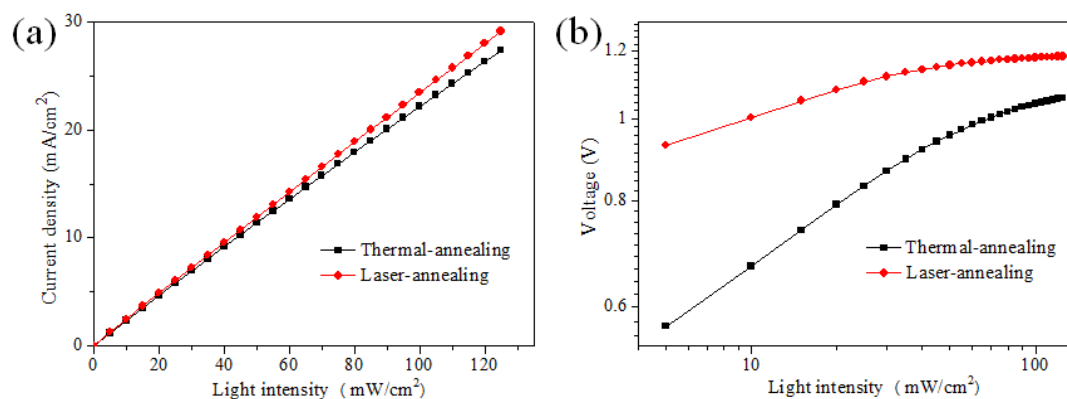 (a)
Current density (mA/cm²)
30
20
10
0
Thermal-annealing
Laser-annealing
0 20 40 60 80 100 120
Light intensity ( mW/cm²)
(b)
Voltage (V)
1.2
1
0.8
0.6
Thermal-annealing
Laser-annealing
10 100
Light intensity ( mW/cm²)